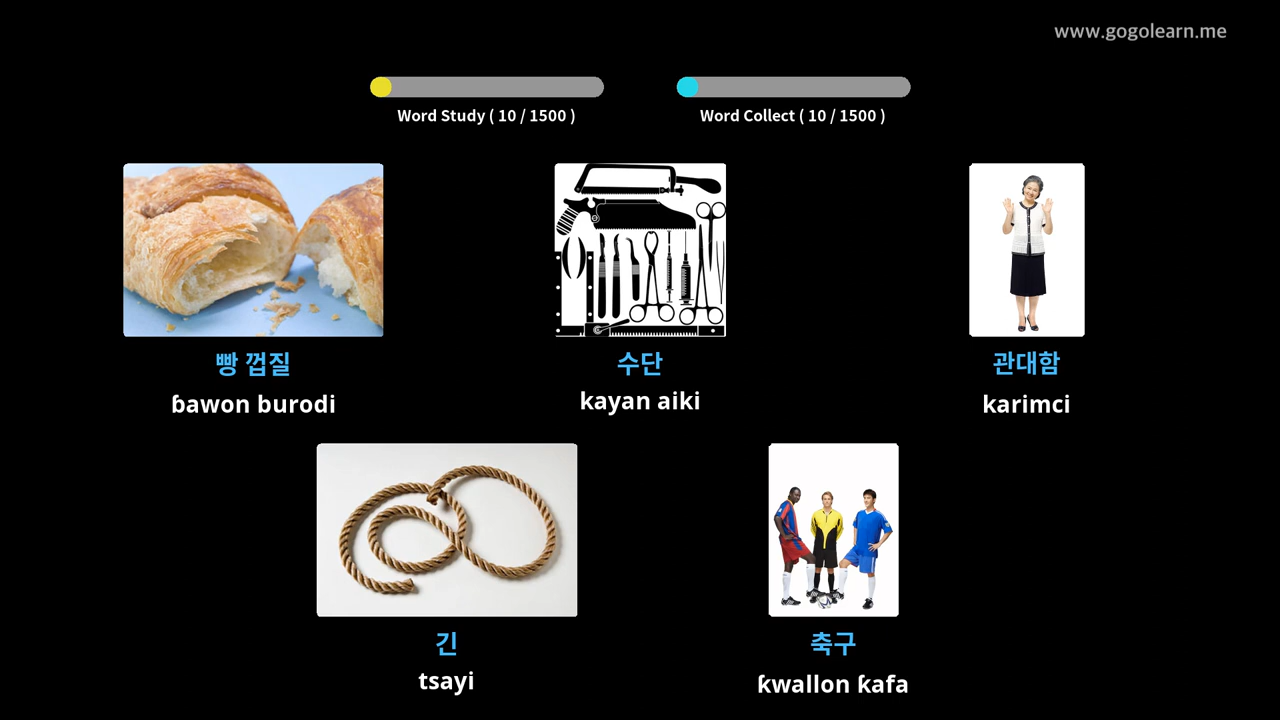 www.gogolearn.me
Word Study ( 10 / 1500 )
Word Collect ( 10 / 1500 )
빵 껍질
ɓawon burodi
수단
kayan aiki
관대함
karimci
긴
tsayi
축구
ƙwallon ƙafa